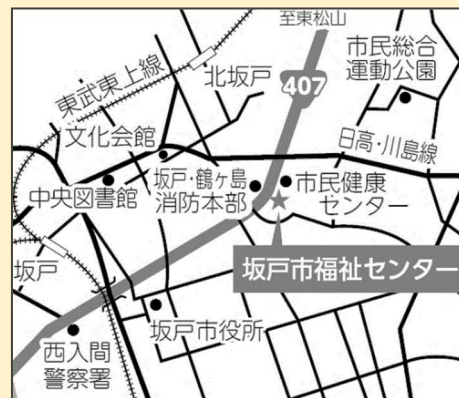 至東松山
市民総合
運動公園
北坂戸
407
東武東上線
文化会館
日高・川島線
中央図書館
坂戸・鶴ヶ島
消防本部
市民健康
センター
坂戸市福祉センター
坂戸
坂戸市役所
西入間
警察署